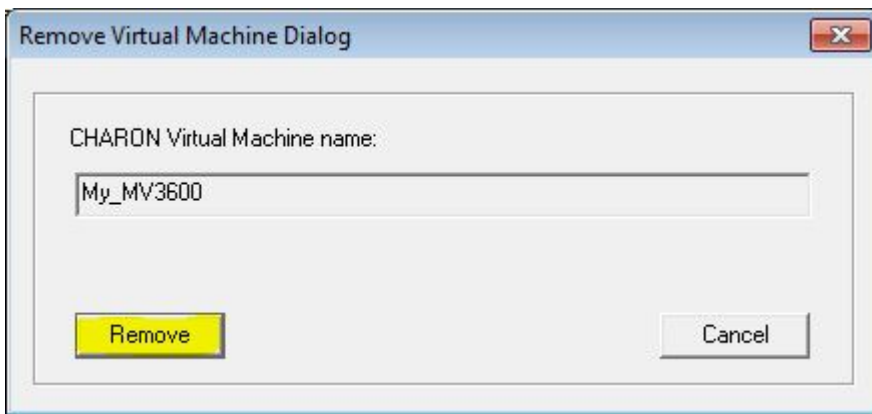 Remove Virtual Machine Dialog
CHARON Virtual Machine name:
My_MV3600
Remove
Cancel